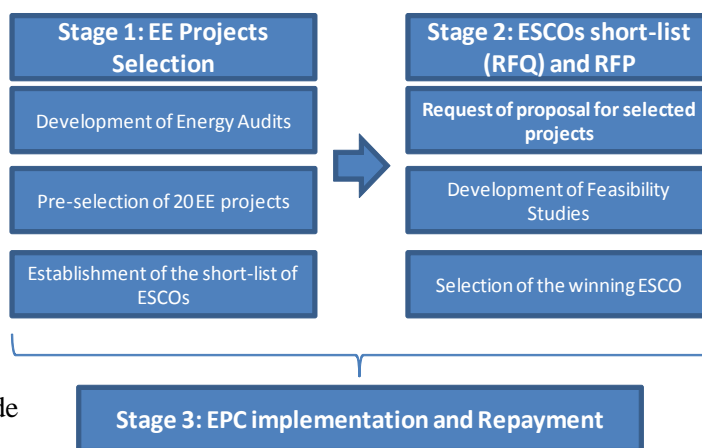 Stage 1: EE Projects
Selection
Development of Energy Audits
Pre-selection of 20 EE projects
Establishment of the short-list of
ESCOs
Stage 2: ESCOs short-list
(RFQ) and RFP
Request of proposal for selected
projects
Development of Feasibility
Studies
Selection of the winning ESCO
de
Stage 3: EPC implementation and Repayment